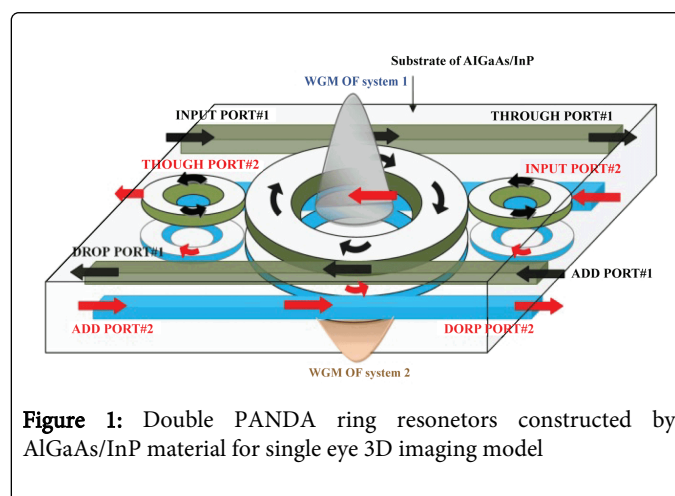 Substrate of AIGaAs/InP
WGM OF system 1
INPUT PORT#1
THROUGH PORT#1
THOUGH PORT#2
INPUT PORT#2
DROP PORT#1
ADD PORT#1
ADD PORT#2
DORP PORT#2
WGM OF system 2
Figure 1: Double PANDA ring resonetors constructed by
AlGaAs/InP material for single eye 3D imaging model